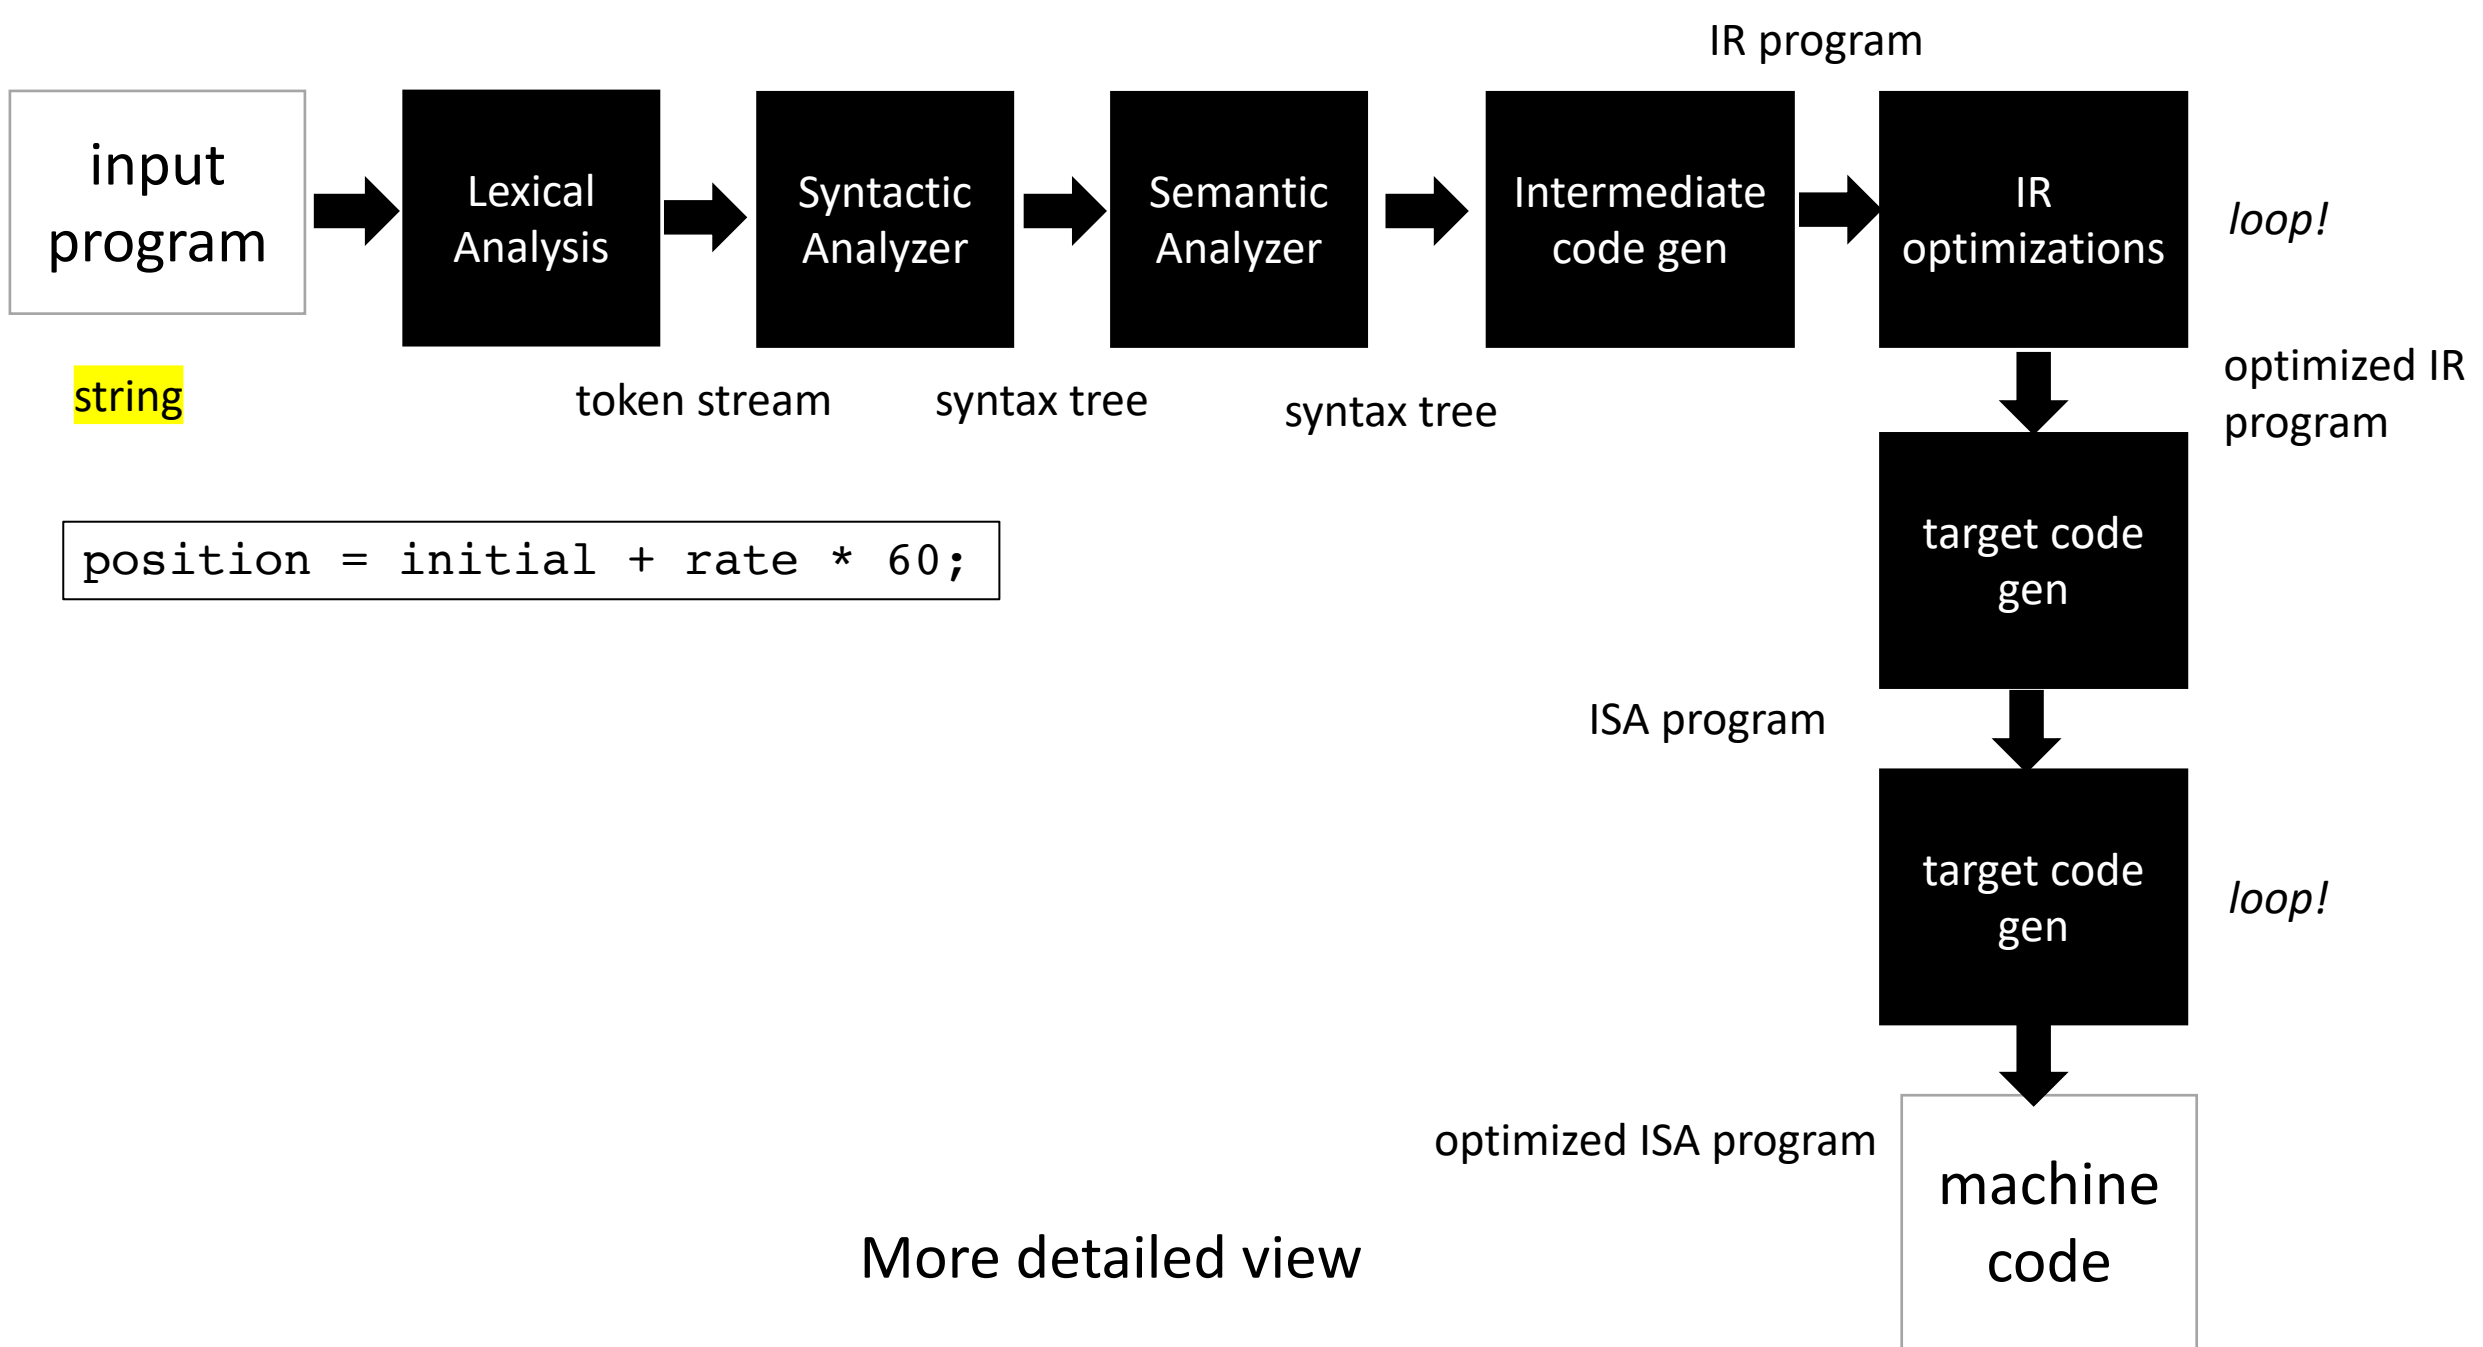 IR program
input
program
Lexical
Analysis
Syntactic
Analyzer
Semantic
Analyzer
Intermediate
code gen
IR
optimizations
loop!
string
token stream
syntax tree
syntax tree
optimized IR
program
position = initial + rate * 60;
target code
gen
ISA program
target code
gen
loop!
optimized ISA program
machine
code
More detailed view